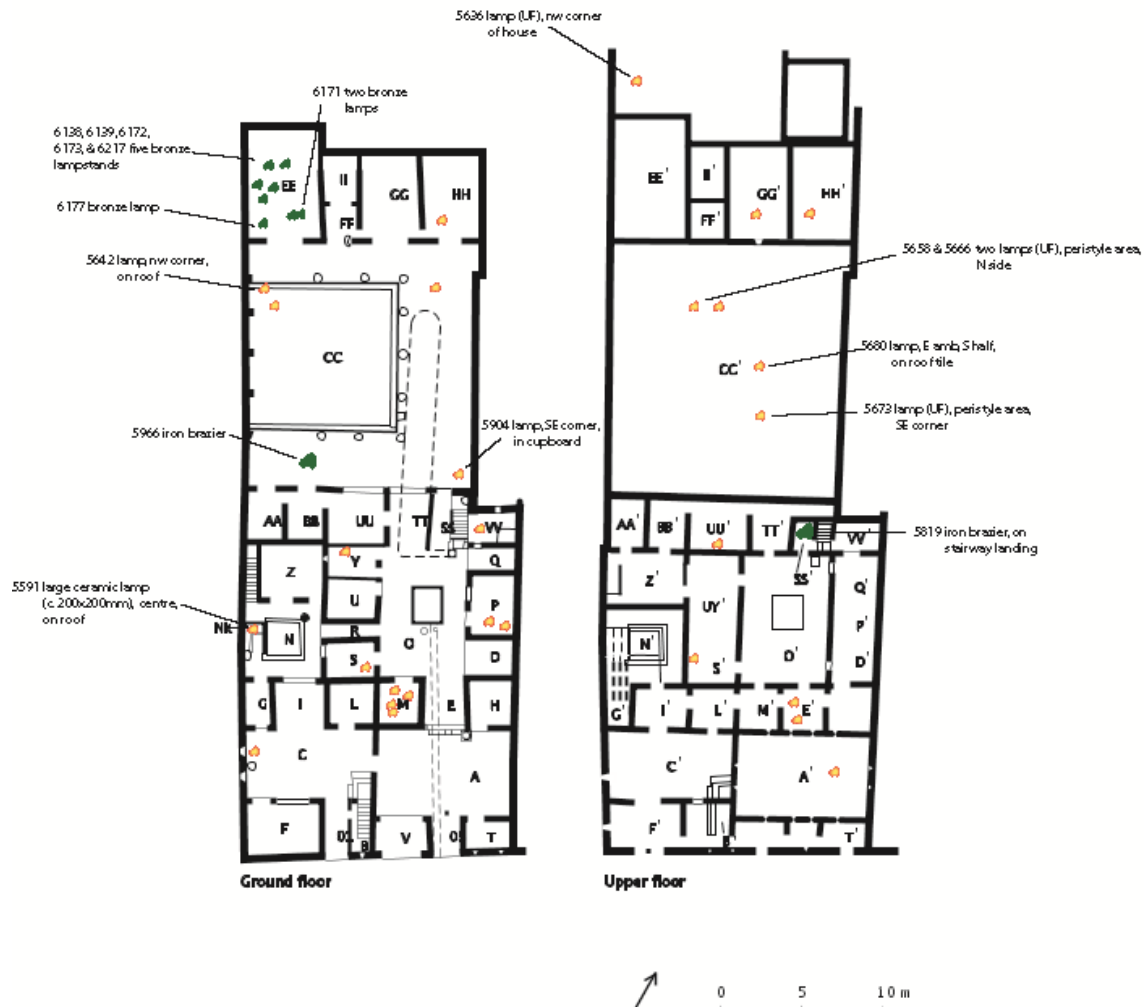 5636 lamp (UF), nw corner
of house
6171 two bronze
lamps
6138, 6139, 6172,
6173, & 6217 five bronze
lampstands
6177 bronze lamp
5642 lamp, nw corner,
on roof
5966 iron brazier
5904 lamp, SE corner,
in cupboard
5591 large ceramic lamp
(c. 200x200mm), centre,
on roof
5658 & 5666 two lamps (UF), peristyle area,
N side
5680 lamp, E amb, S half,
on roof tile
5673 lamp (UF), peristyle area,
SE corner
5819 iron brazier, on
stairway landing
EE
II
GG
HH
FF
CC
AA
BB
UU
TT
SS
VV
Z
Y
Q
U
P
Nk
N
R
O
S
D
G
I
L
M
E
H
C
A
F
01
B
V
05
T
Ground floor
EE'
II'
GG'
HH'
FF'
CC'
AA'
BB'
UU'
TT'
SS'
VV'
Z'
UY'
Q'
N'
P'
S'
O'
D'
G'
I'
L'
M'
E'
C'
A'
F'
B'
T'
Upper floor
0 5 10 m